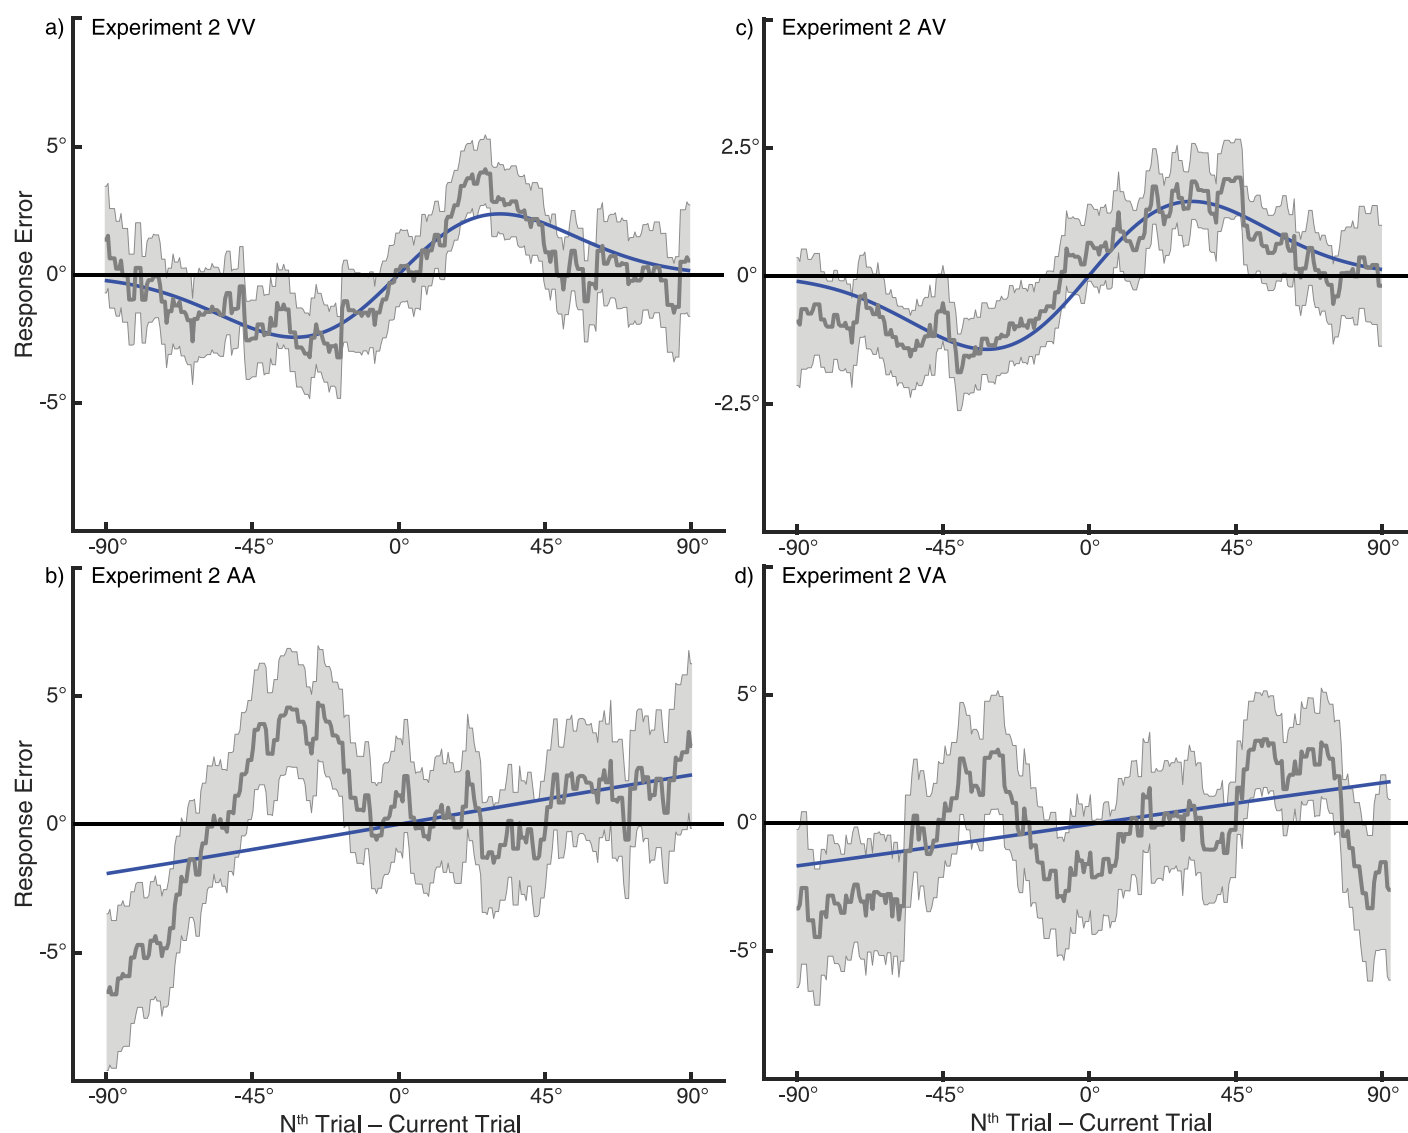 a) Experiment 2 VV
5°
0°
-5°
Response Error
-90° -45° 0° 45° 90°
c) Experiment 2 AV
2.5°
0°
-2.5°
-90° -45° 0° 45° 90°
b) Experiment 2 AA
5°
0°
-5°
Response Error
-90° -45° 0° 45° 90°
Nth Trial – Current Trial
d) Experiment 2 VA
5°
0°
-5°
-90° -45° 0° 45° 90°
Nth Trial – Current Trial